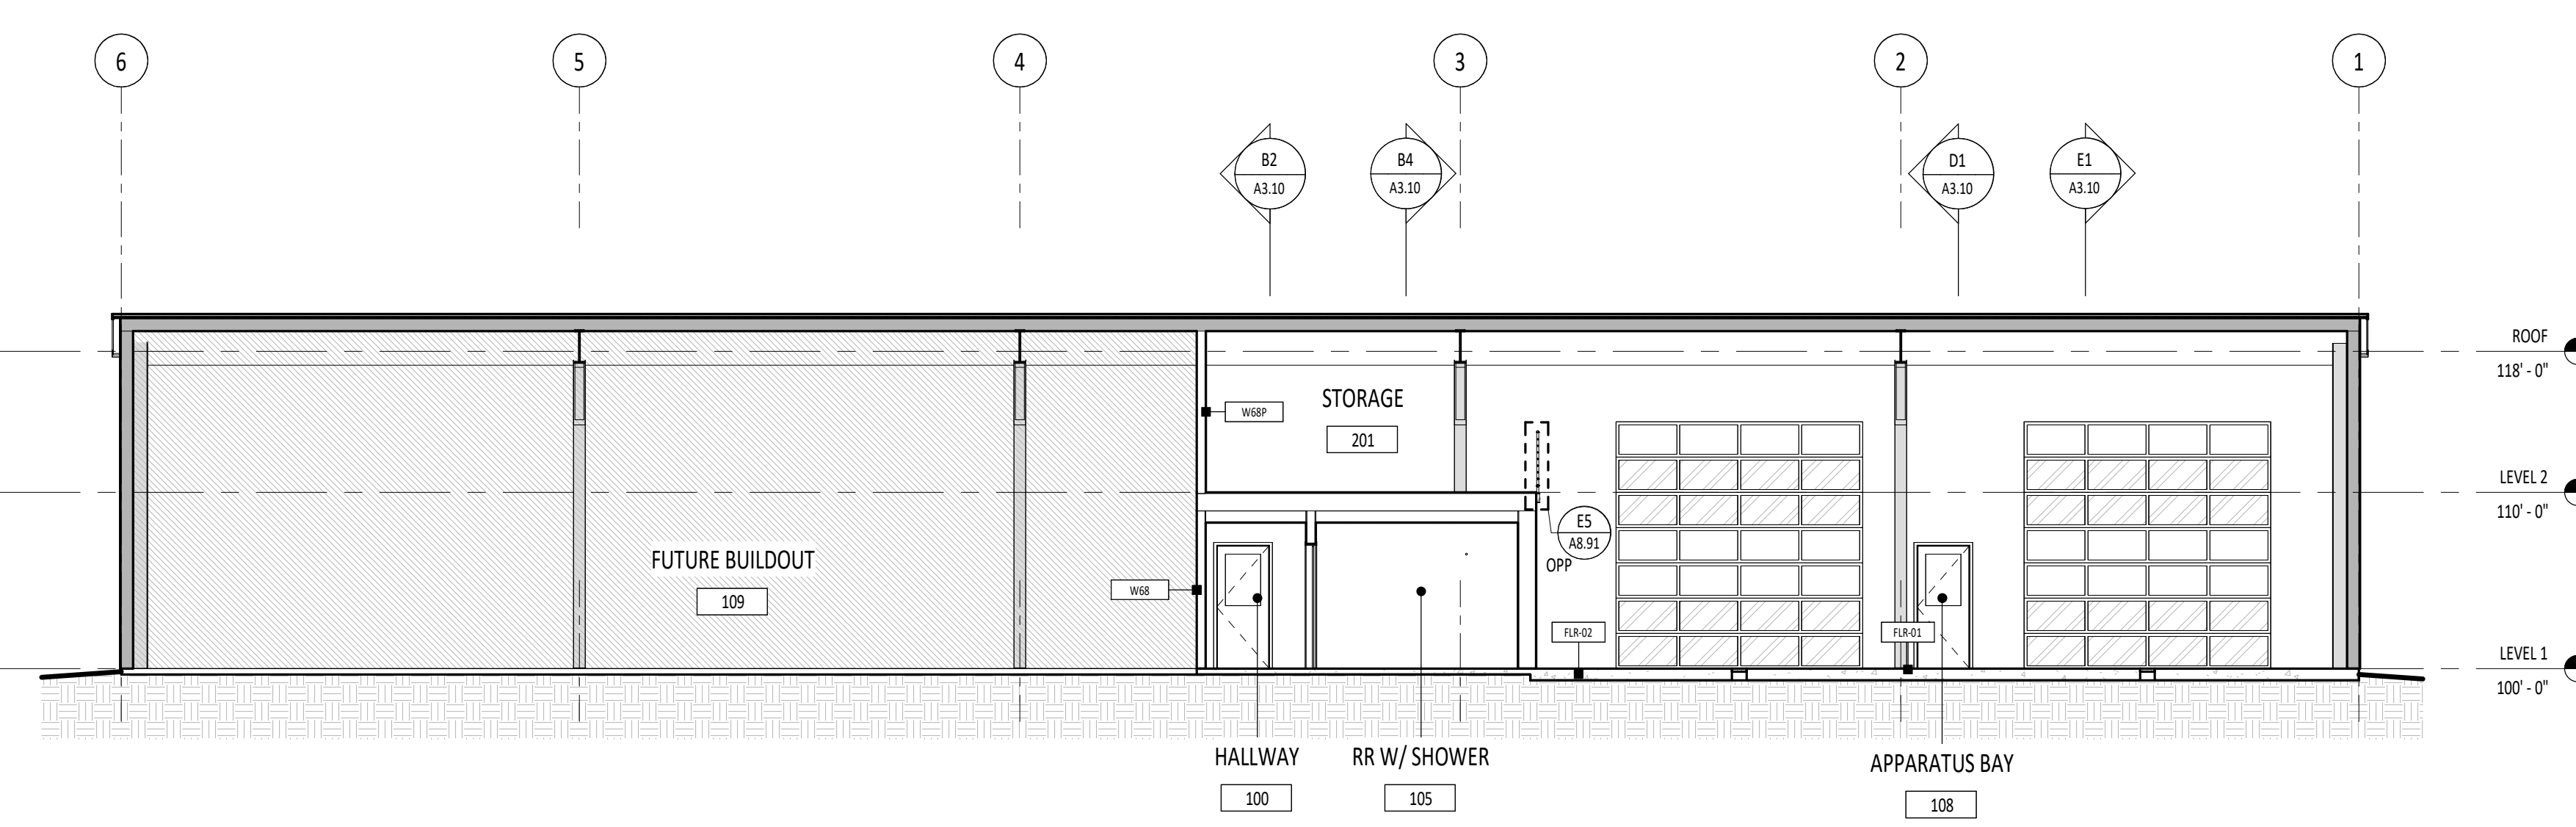 6
5
4
3
2
1
B2
A3.10
B4
A3.10
D1
A3.10
E1
A3.10
ROOF
118' - 0"
STORAGE
W68P
201
LEVEL 2
110' - 0"
E5
A8.91
OPP
FUTURE BUILDOUT
109
W68
FLR-02
FLR-01
LEVEL 1
100' - 0"
HALLWAY
100
RR W/ SHOWER
105
APPARATUS BAY
108